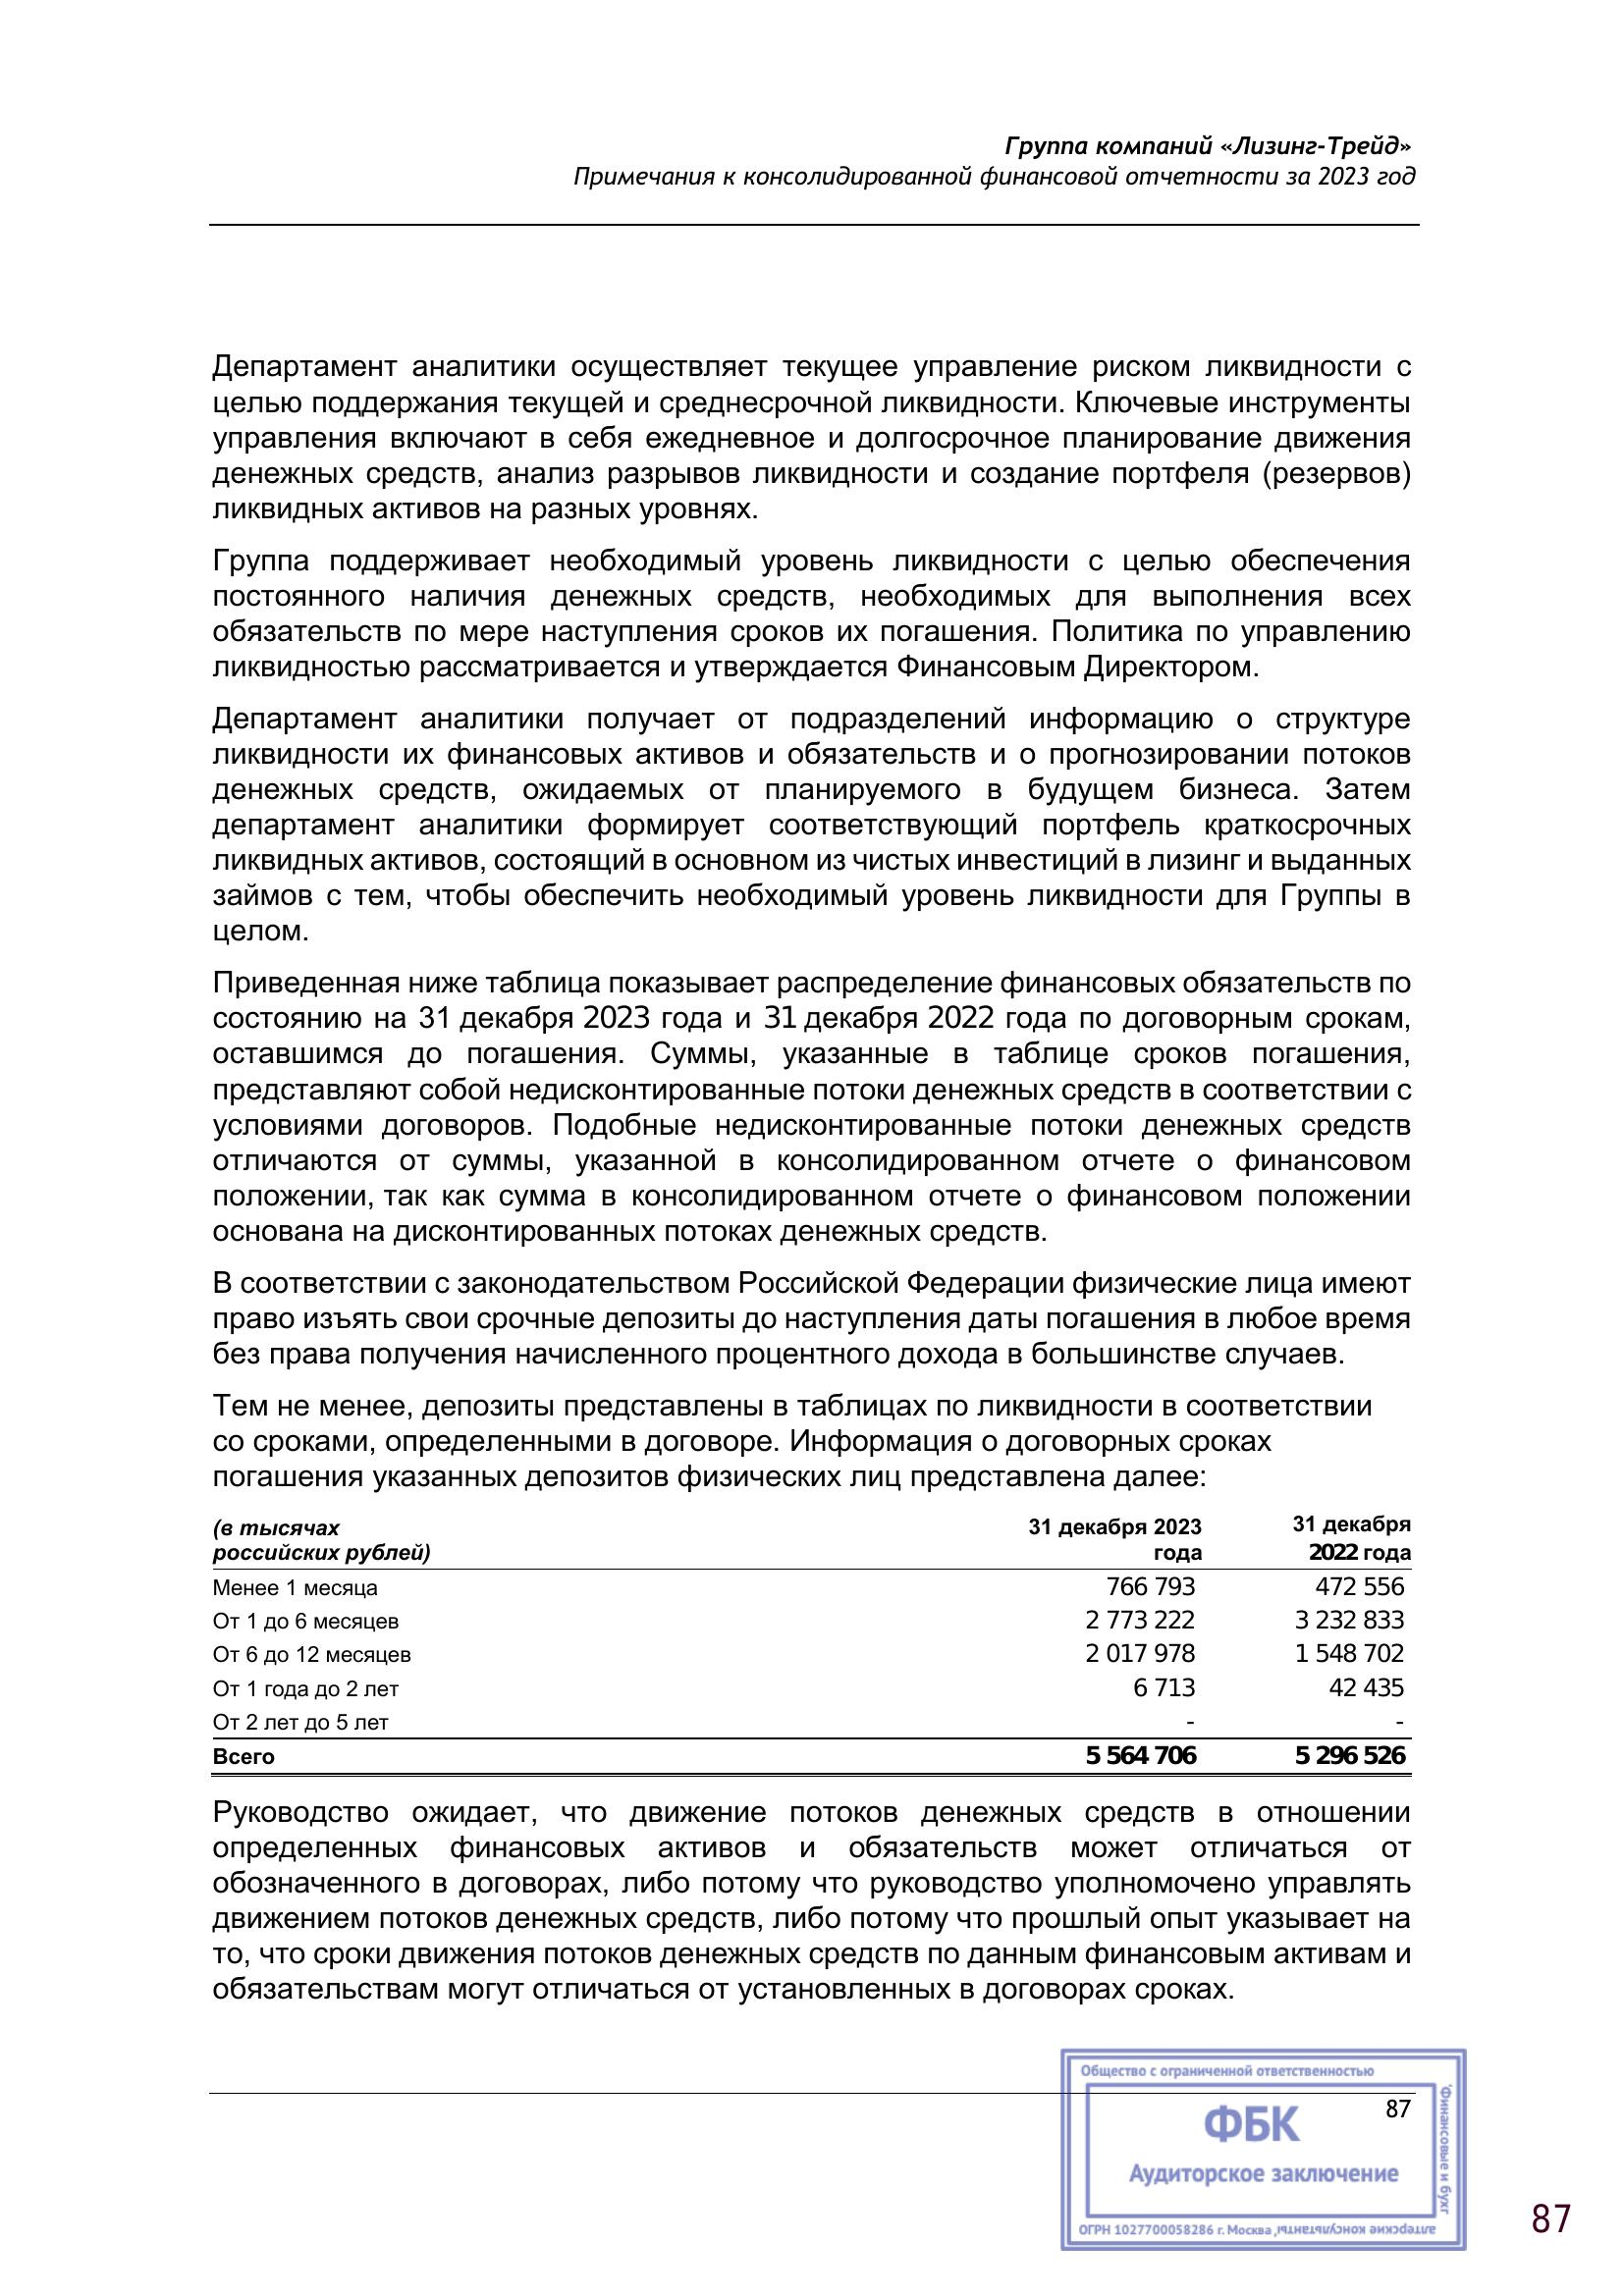 Группа компаний «Лизинг-Трейд»
Примечания к консолидированной финансовой отчетности за 2023 год
Департамент аналитики осуществляет текущее управление риском ликвидности с
целью поддержания текущей и среднесрочной ликвидности. Ключевые инструменты
управления включают в себя ежедневное и долгосрочное планирование движения
денежных средств, анализ разрывов ликвидности и создание портфеля (резервов)
ликвидных активов на разных уровнях.
Группа поддерживает необходимый уровень ликвидности с целью обеспечения
постоянного наличия денежных средств, необходимых для выполнения всех
обязательств по мере наступления сроков их погашения. Политика по управлению
ликвидностью рассматривается и утверждается Финансовым Директором.
Департамент аналитики получает от подразделений информацию о структуре
ликвидности их финансовых активов и обязательств и о прогнозировании потоков
денежных средств, ожидаемых от планируемого в будущем бизнеса. Затем
департамент аналитики формирует соответствующий портфель краткосрочных
ликвидных активов, состоящий в основном из чистых инвестиций в лизинг и выданных
займов с тем, чтобы обеспечить необходимый уровень ликвидности для Группы в
целом.
Приведенная ниже таблица показывает распределение финансовых обязательств по
состоянию на 31 декабря 2023 года и 31 декабря 2022 года по договорным срокам,
оставшимся до погашения. Суммы, указанные в таблице сроков погашения,
представляют собой недисконтированные потоки денежных средств в соответствии с
условиями договоров. Подобные недисконтированные потоки денежных средств
отличаются от суммы, указанной в консолидированном отчете о финансовом
положении, так как сумма в консолидированном отчете о финансовом положении
основана на дисконтированных потоках денежных средств.
В соответствии с законодательством Российской Федерации физические лица имеют
право изъять свои срочные депозиты до наступления даты погашения в любое время
без права получения начисленного процентного дохода в большинстве случаев.
Тем не менее, депозиты представлены в таблицах по ликвидности в соответствии
со сроками, определенными в договоре. Информация о договорных сроках
погашения указанных депозитов физических лиц представлена далее:
(в тысячах российских рублей) 31 декабря 2023 года 31 декабря 2022 года
Менее 1 месяца 766 793 472 556
От 1 до 6 месяцев 2 773 222 3 232 833
От 6 до 12 месяцев 2 017 978 1 548 702
От 1 года до 2 лет 6 713 42 435
От 2 лет до 5 лет - -
Всего 5 564 706 5 296 526
Руководство ожидает, что движение потоков денежных средств в отношении
определенных финансовых активов и обязательств может отличаться от
обозначенного в договорах, либо потому что руководство уполномочено управлять
движением потоков денежных средств, либо потому что прошлый опыт указывает на
то, что сроки движения потоков денежных средств по данным финансовым активам и
обязательствам могут отличаться от установленных в договорах сроках.
87
Общество с ограниченной ответственностью
"Финансовые и бухг
алтерские консультанты"
ФБК
Аудиторское заключение
ОГРН 1027700058286 г. Москва
87